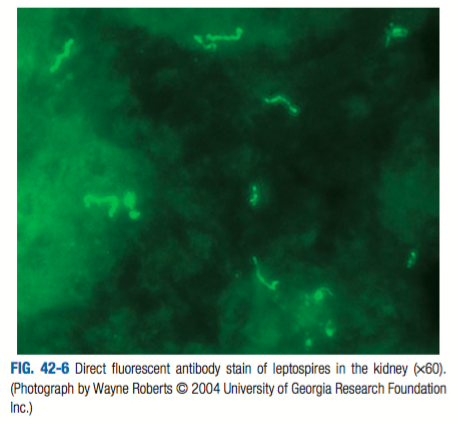 FIG. 42-6 Direct fluorescent antibody stain of leptospires in the kidney (×60).
(Photograph by Wayne Roberts © 2004 University of Georgia Research Foundation
Inc.)